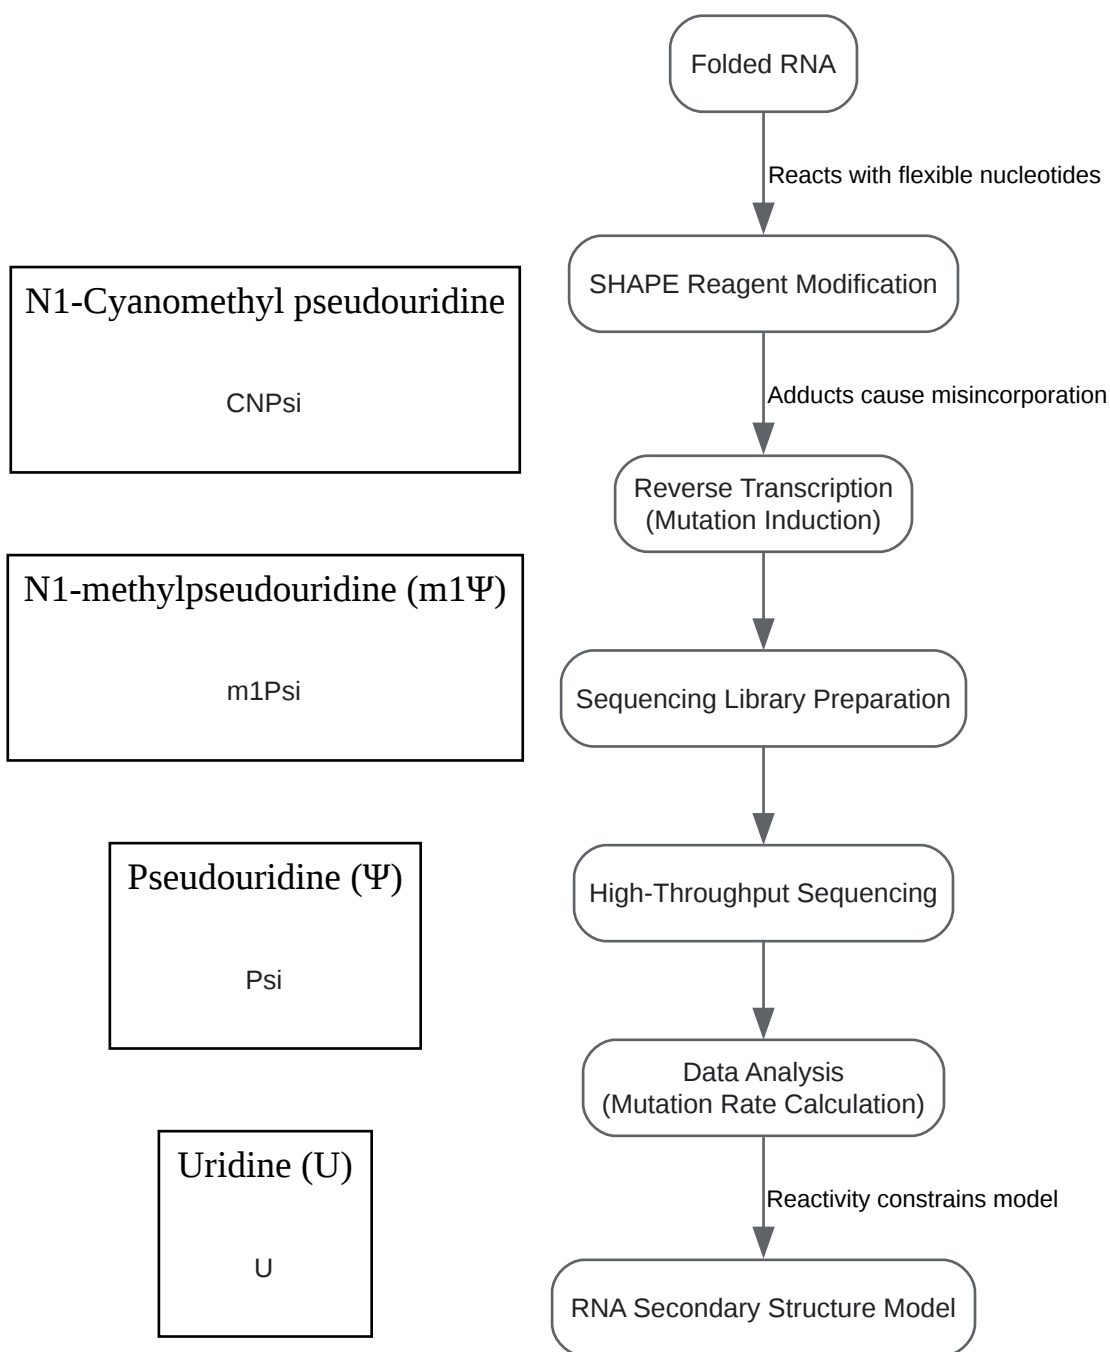 Folded RNA
Reacts with flexible nucleotides
SHAPE Reagent Modification
N1-Cyanomethyl pseudouridine
CNPsi
Adducts cause misincorporation
Reverse Transcription
(Mutation Induction)
N1-methylpseudouridine (m1Ψ)
m1Psi
Sequencing Library Preparation
Pseudouridine (Ψ)
Psi
High-Throughput Sequencing
Data Analysis
(Mutation Rate Calculation)
Uridine (U)
U
Reactivity constrains model
RNA Secondary Structure Model